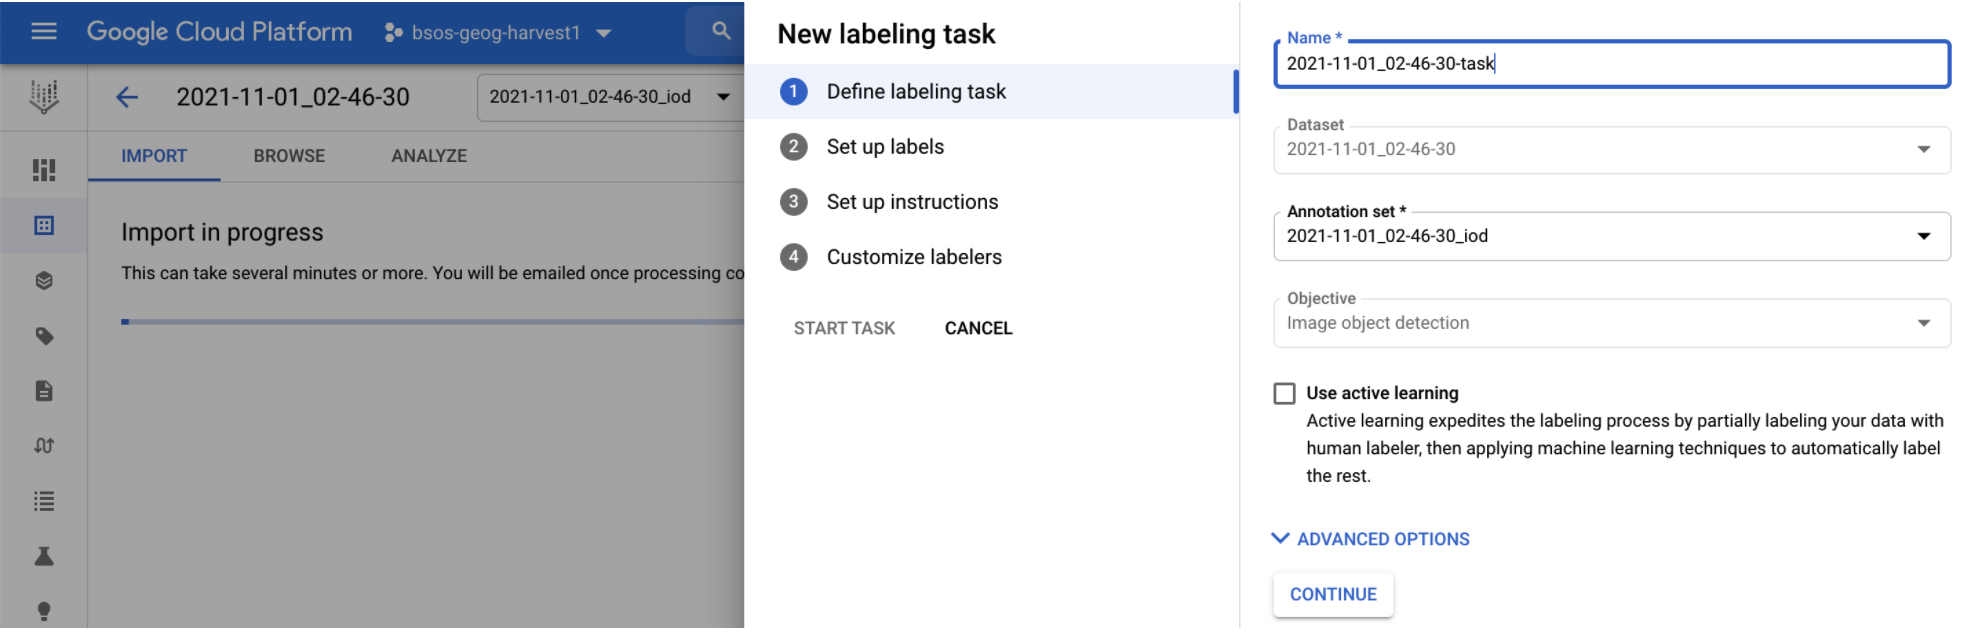 Google Cloud Platform
bsos-geog-harvest1
2021-11-01_02-46-30
2021-11-01_02-46-30_iod
IMPORT
BROWSE
ANALYZE
Import in progress
This can take several minutes or more. You will be emailed once processing co
New labeling task
1 Define labeling task
2 Set up labels
3 Set up instructions
4 Customize labelers
START TASK
CANCEL
Name *
2021-11-01_02-46-30-task
Dataset
2021-11-01_02-46-30
Annotation set *
2021-11-01_02-46-30_iod
Objective
Image object detection
Use active learning
Active learning expedites the labeling process by partially labeling your data with
human labeler, then applying machine learning techniques to automatically label
the rest.
ADVANCED OPTIONS
CONTINUE